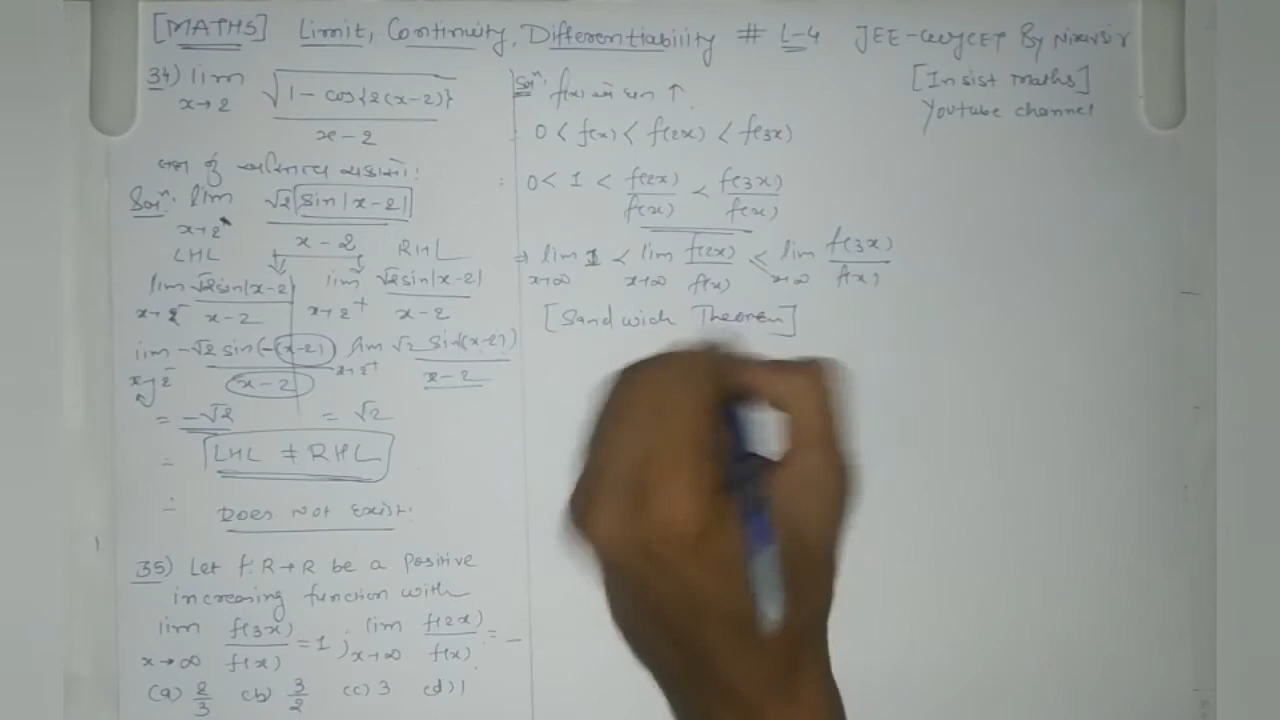 [MATHS] Limit, Continuity, Differentiability # L-4 JEE-GUJCET By Nirav Sir
[Insist Maths]
Youtube channel
34) lim x→2 √(1 - cos{2(x-2)}) / (x-2)
Solⁿ: lim x→2 √2 |sin|x-2| / (x-2)
LHL RHL
lim x→2⁻ √2 sin|x-2| / (x-2) lim x→2⁺ √2 sin|x-2| / (x-2)
lim x→2⁻ -√2 sin(-(x-2)) / (x-2) lim x→2⁺ √2 sin(x-2) / (x-2)
= -√2 = √2
= LHL ≠ RHL
∴ Does Not Exist.
35) Let f: R→R be a positive
increasing function with
lim x→∞ f(3x)/f(x) = 1 ; lim x→∞ f(2x)/f(x) = _
(a) 2/3 (b) 3/2 (c) 3 (d) 1
Solⁿ: f(x) ↑
0 < f(x) < f(2x) < f(3x)
: 0 < 1 < f(2x)/f(x) < f(3x)/f(x)
⇒ lim x→∞ 1 < lim x→∞ f(2x)/f(x) < lim x→∞ f(3x)/f(x)
[Sandwich Theorem]